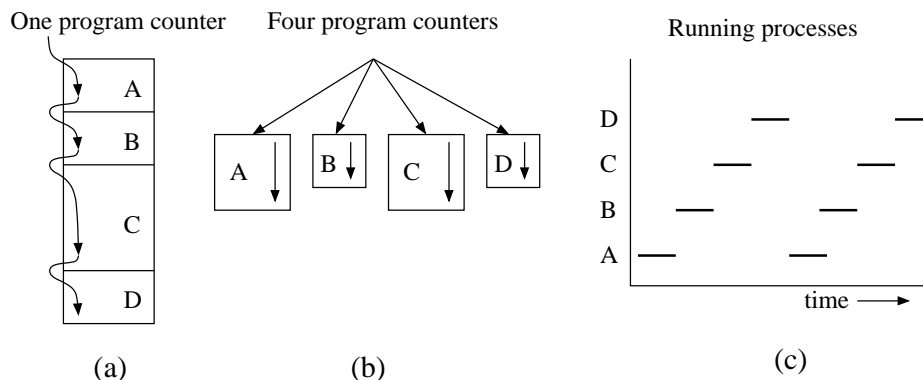 One program counter
A
B
C
D
(a)
Four program counters
A
B
C
D
(b)
Running processes
D
C
B
A
time
(c)